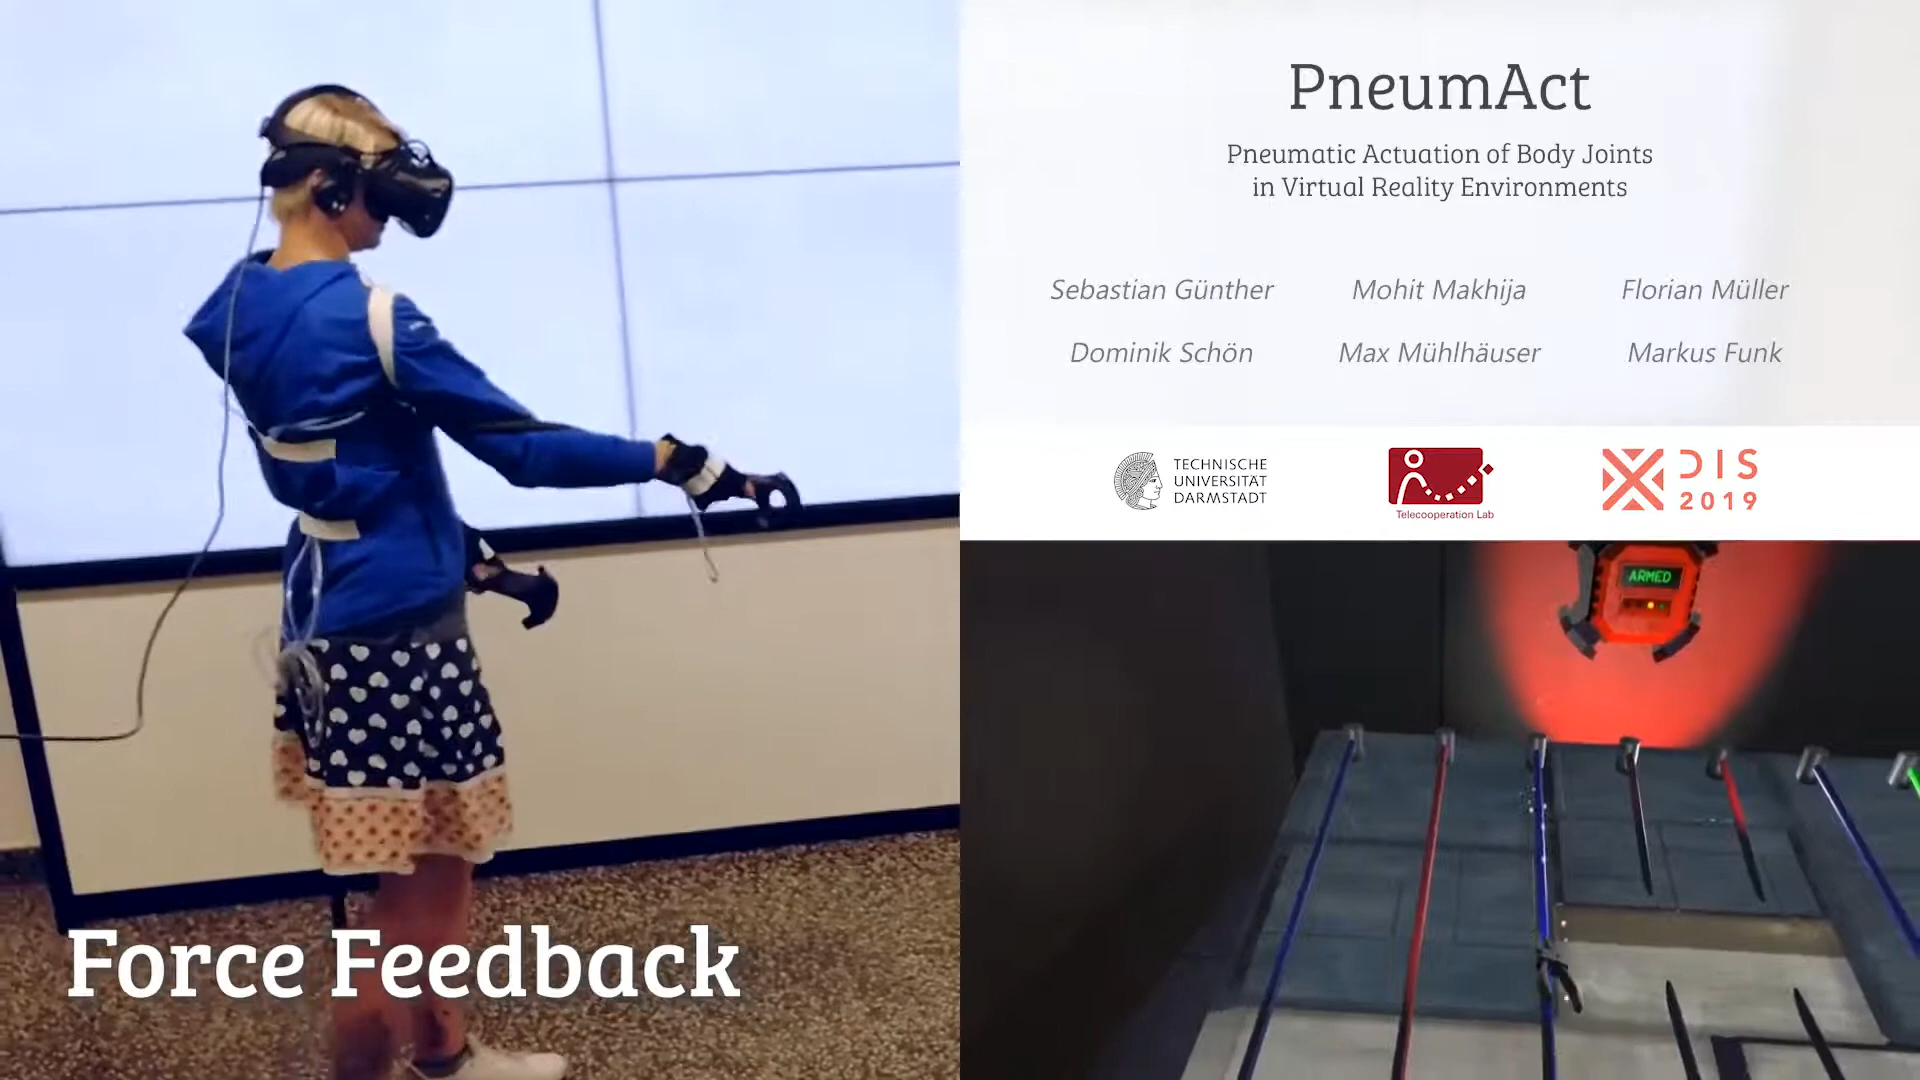 PneumAct
Pneumatic Actuation of Body Joints
in Virtual Reality Environments
Sebastian Günther Mohit Makhija Florian Müller
Dominik Schön Max Mühlhäuser Markus Funk
TECHNISCHE
UNIVERSITÄT
DARMSTADT
Telecooperation Lab
DIS
2019
ARMED
Force Feedback